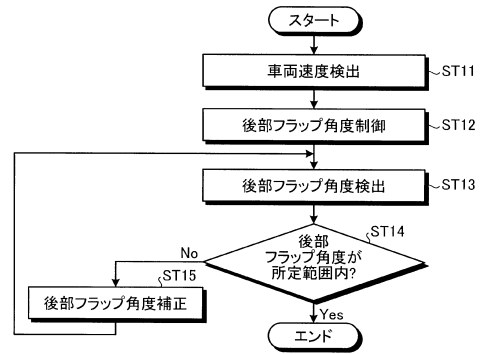 スタート
車両速度検出
ST11
後部フラップ角度制御
ST12
後部フラップ角度検出
ST13
後部
フラップ角度が
所定範囲内?
ST14
No
ST15
後部フラップ角度補正
Yes
エンド